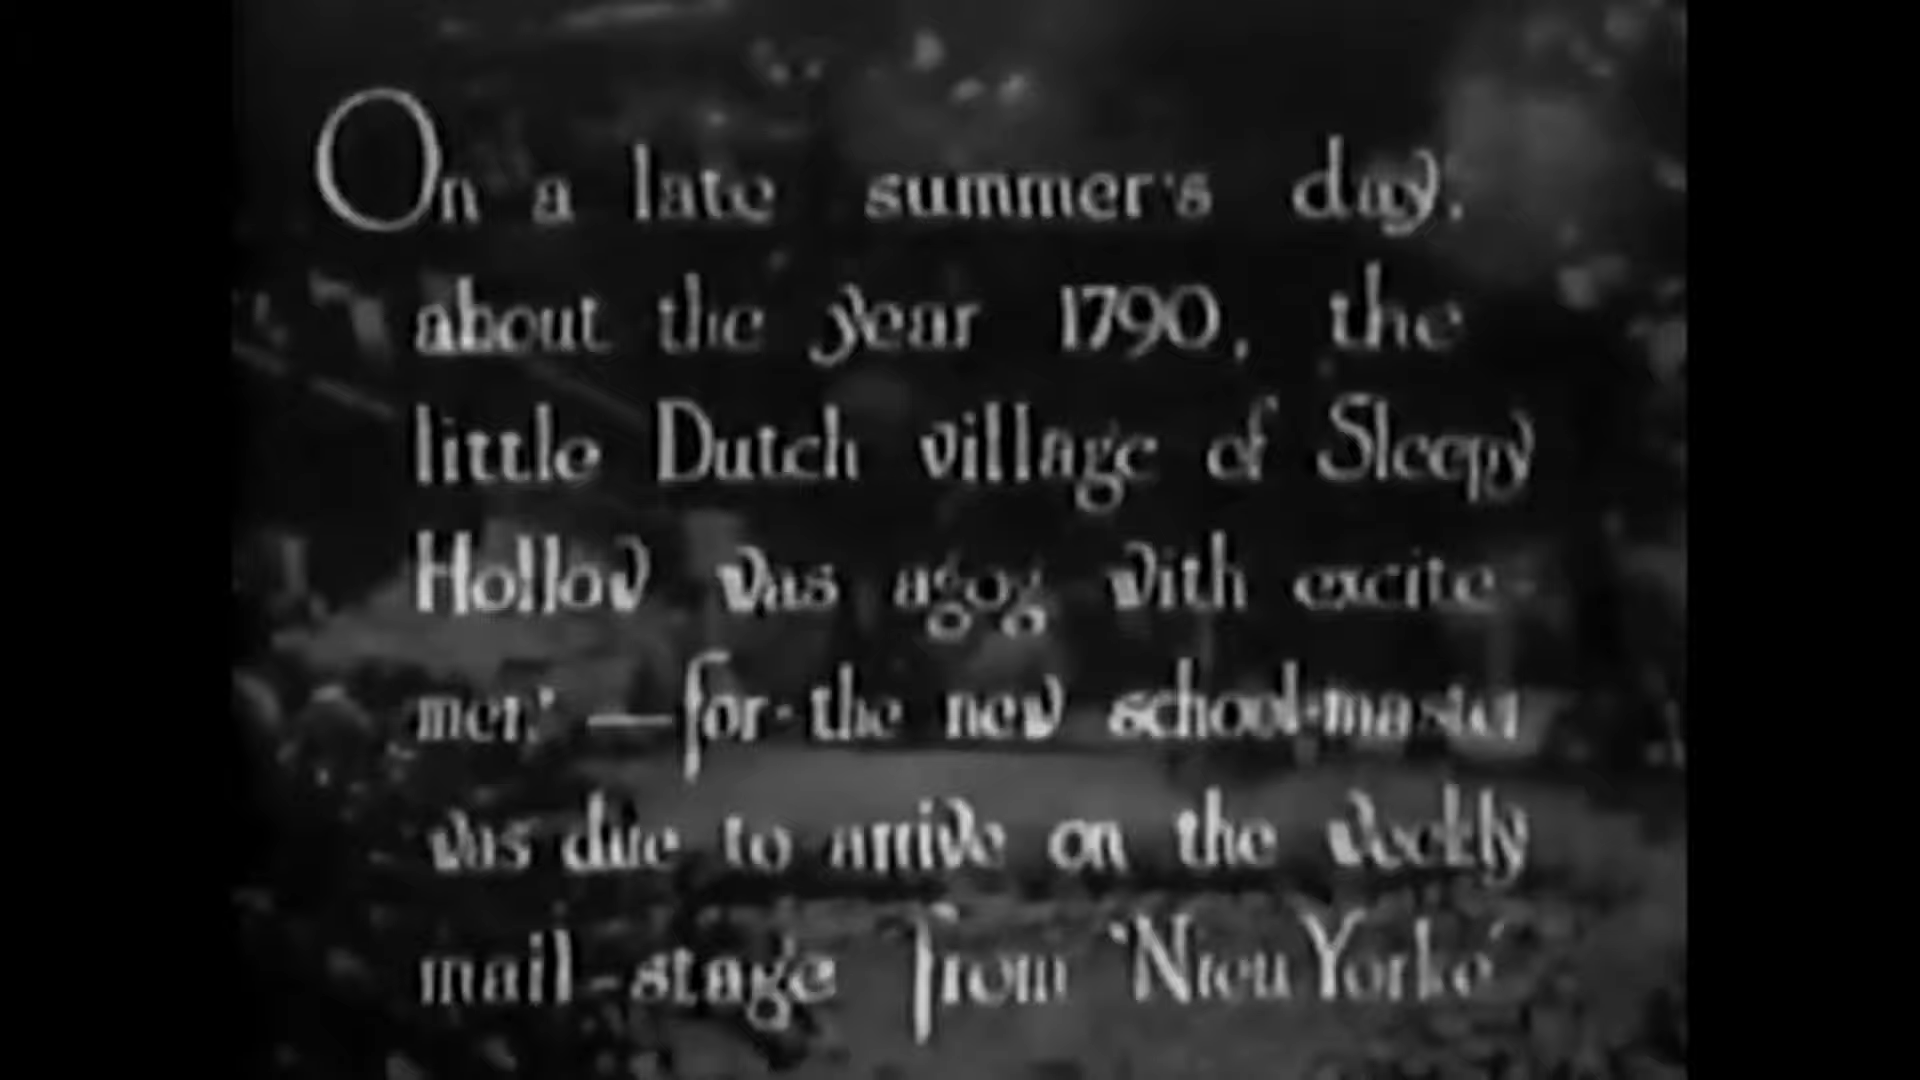 On a late summer's day,
about the year 1790, the
little Dutch village of Sleepy
Hollow was agog with excite-
ment — for the new school-master
was due to arrive on the weekly
mail-stage from 'Nieu Yorke'